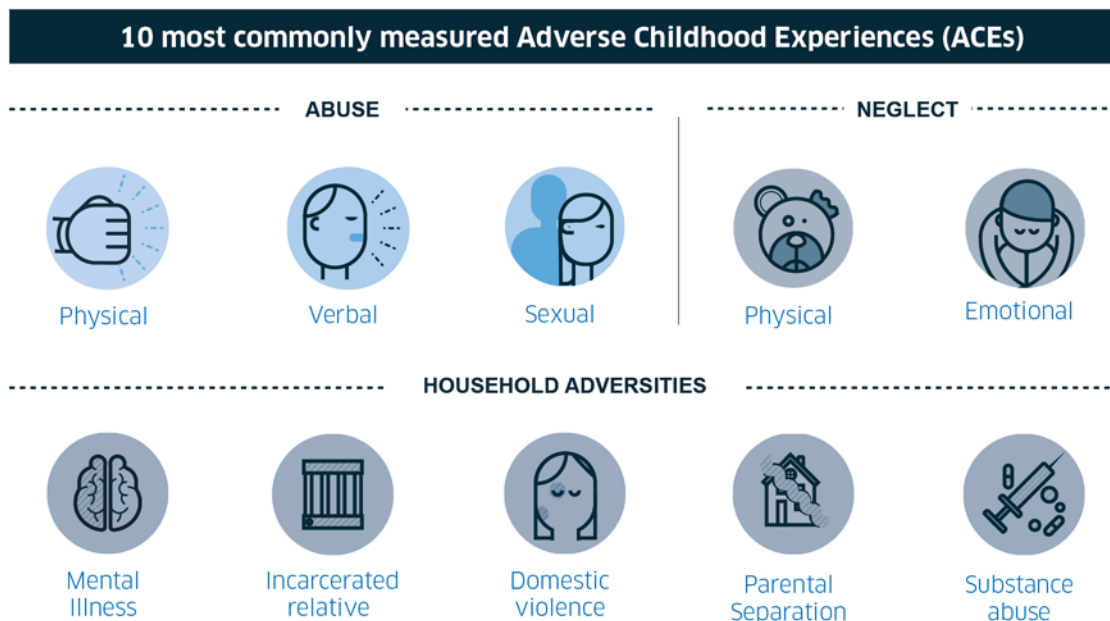 10 most commonly measured Adverse Childhood Experiences (ACEs)
ABUSE
NEGLECT
Physical
Verbal
Sexual
Physical
Emotional
HOUSEHOLD ADVERSITIES
Mental
Illness
Incarcerated
relative
Domestic
violence
Parental
Separation
Substance
abuse